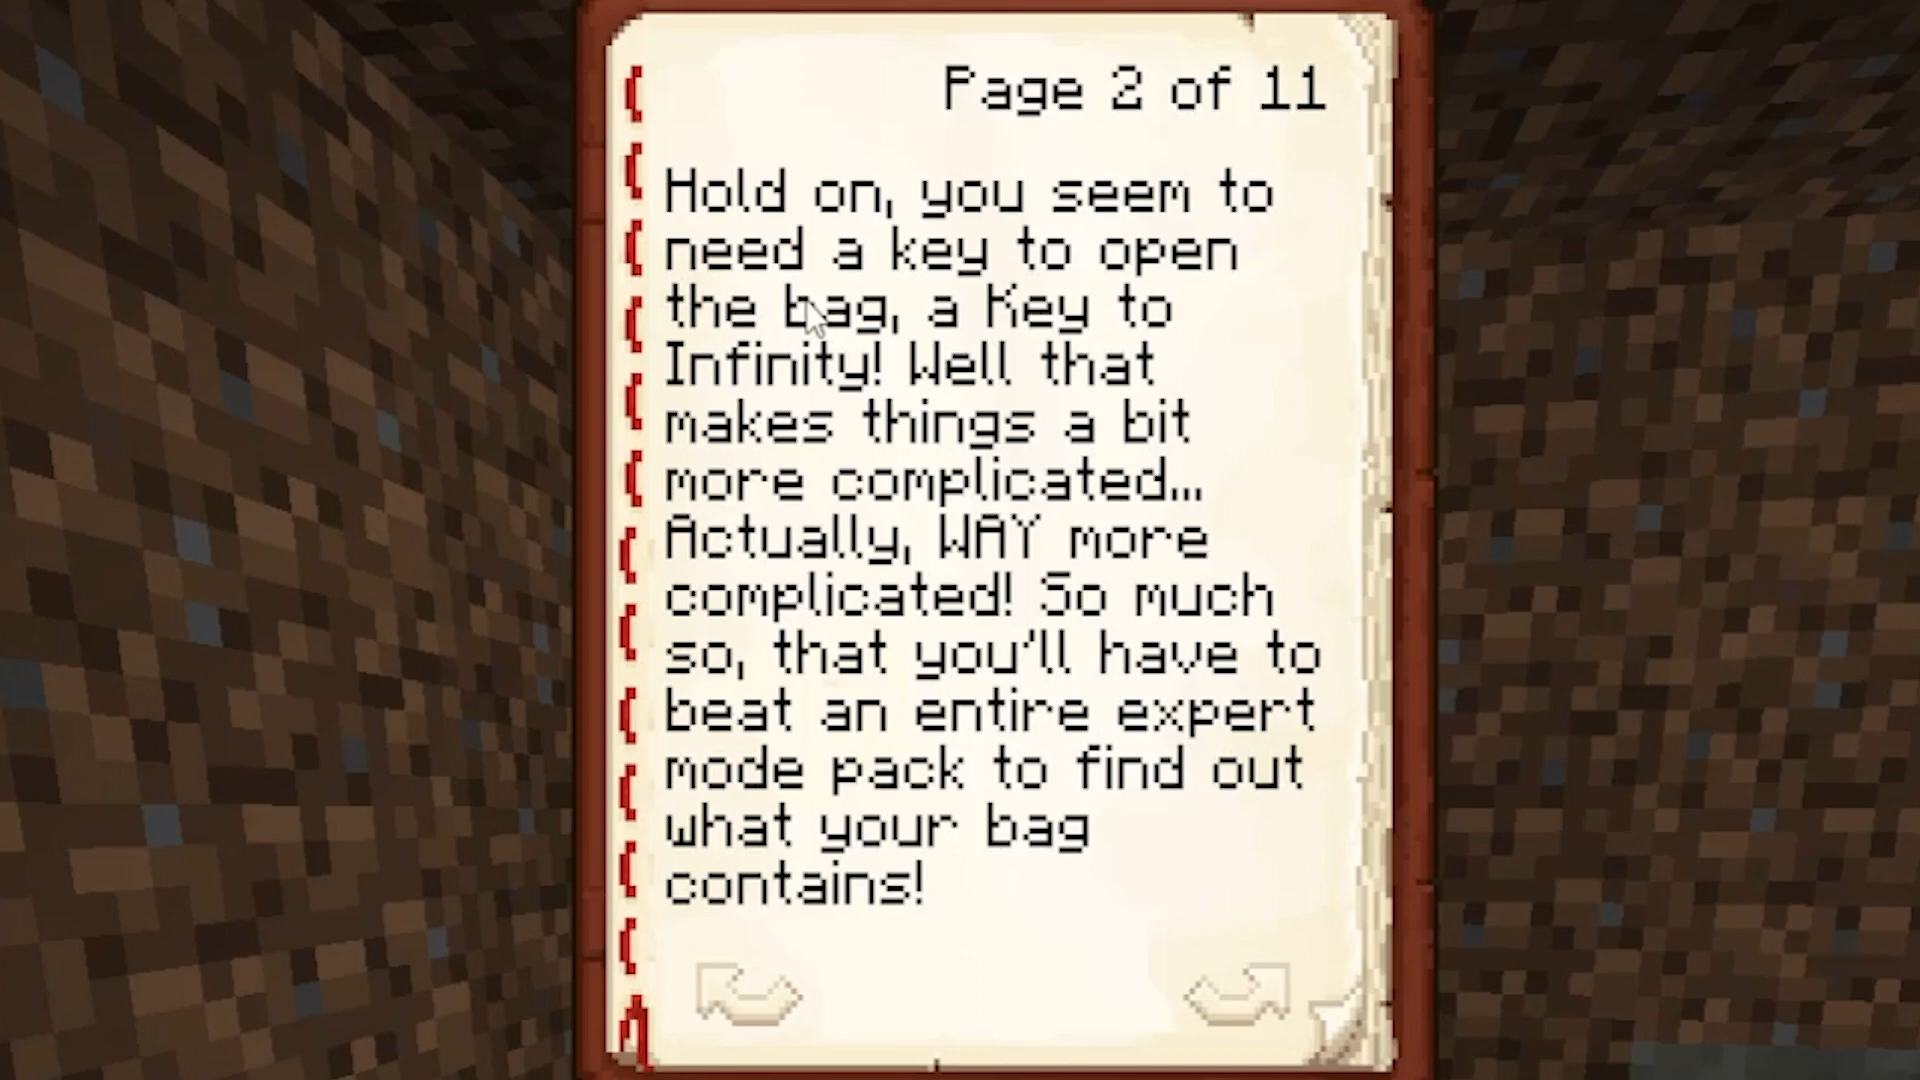 Page 2 of 11
Hold on, you seem to
need a key to open
the bag, a Key to
Infinity! Well that
makes things a bit
more complicated...
Actually, WAY more
complicated! So much
so, that you'll have to
beat an entire expert
mode pack to find out
what your bag
contains!